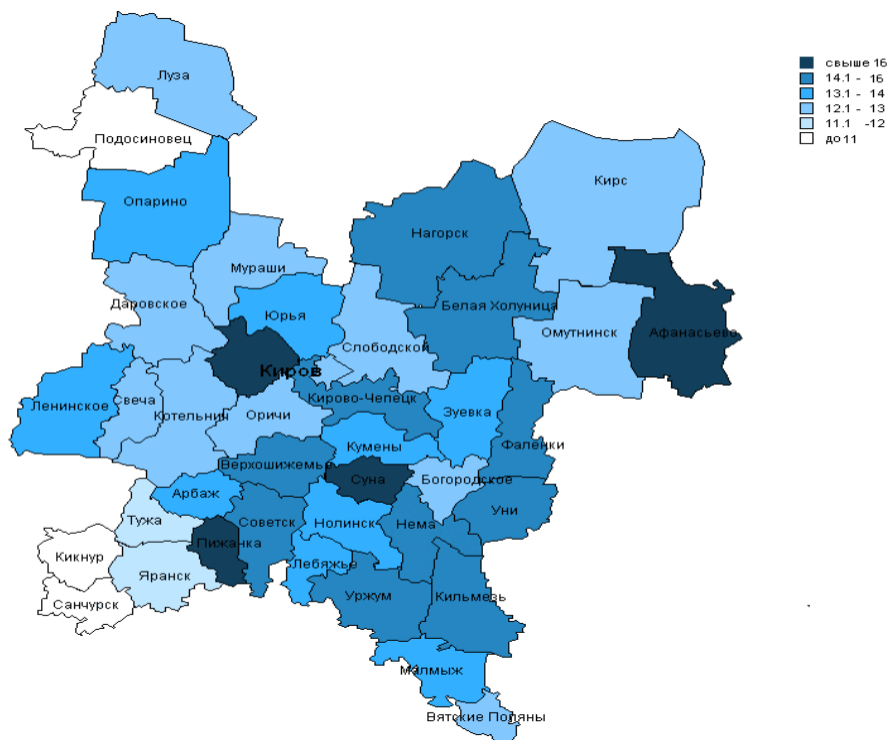 Луза
свыше 16
14.1 - 16
13.1 - 14
12.1 - 13
11.1 -12
до 11
Подосиновец
Кирс
Опарино
Нагорск
Мураши
Даровское
Белая Холуница
Юрья
Омутнинск
Афанасьево
Слободской
Киров
Кирово-Чепецк
Ленинское
Свеча
Котельнич
Оричи
Зуевка
Кумены
Фаленки
Верхошижемье
Суна
Богородское
Арбаж
Уни
Тужа
Советск
Нолинск
Нема
Пижанка
Кикнур
Лебяжье
Яранск
Уржум
Кильмезь
Санчурск
Малмыж
Вятские Поляны